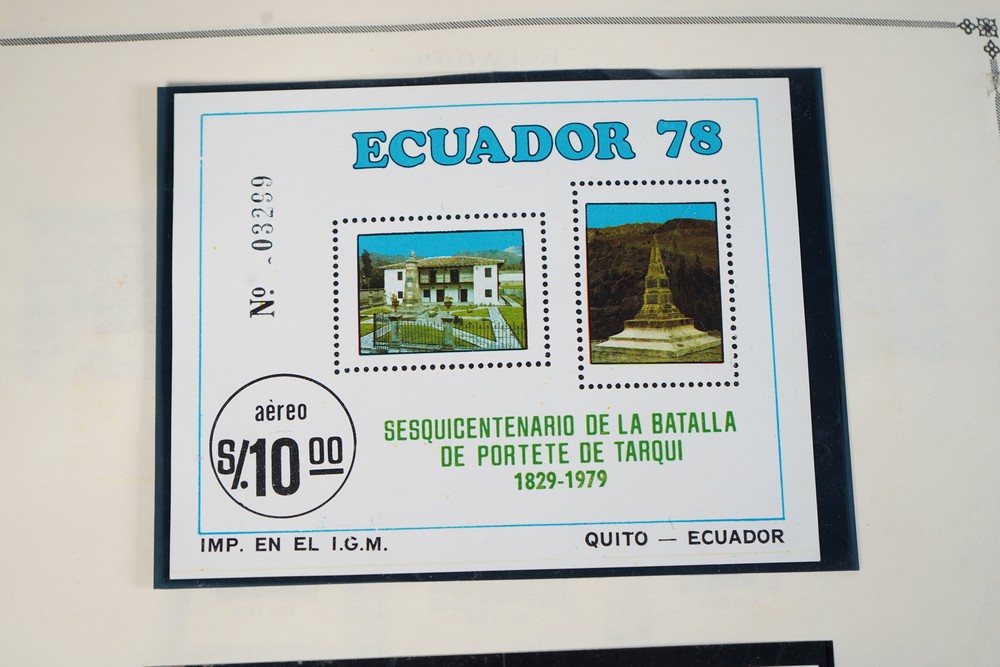 ECUADOR 78
Nº 03299
aèreo
S/.10 00
SESQUICENTENARIO DE LA BATALLA
DE PORTETE DE TARQUI
1829-1979
IMP. EN EL I.G.M.
QUITO — ECUADOR